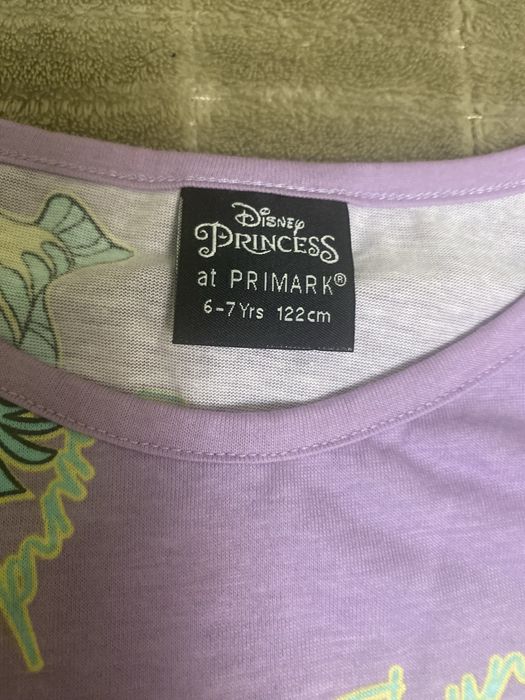 Disney
PRINCESS
at PRIMARK®
6-7Yrs 122cm